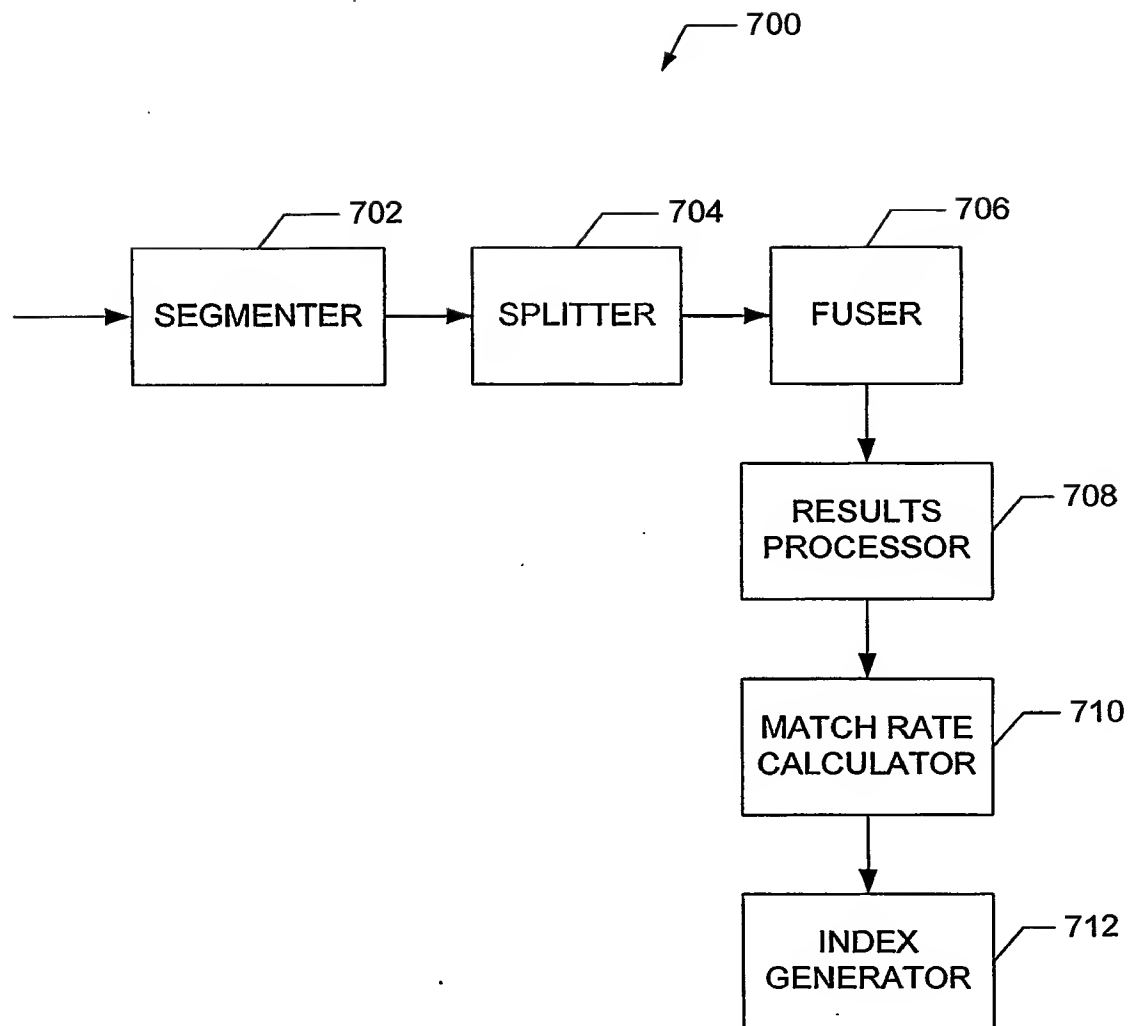 700
702
704
706
SEGMENTER
SPLITTER
FUSER
708
RESULTS
PROCESSOR
710
MATCH RATE
CALCULATOR
712
INDEX
GENERATOR